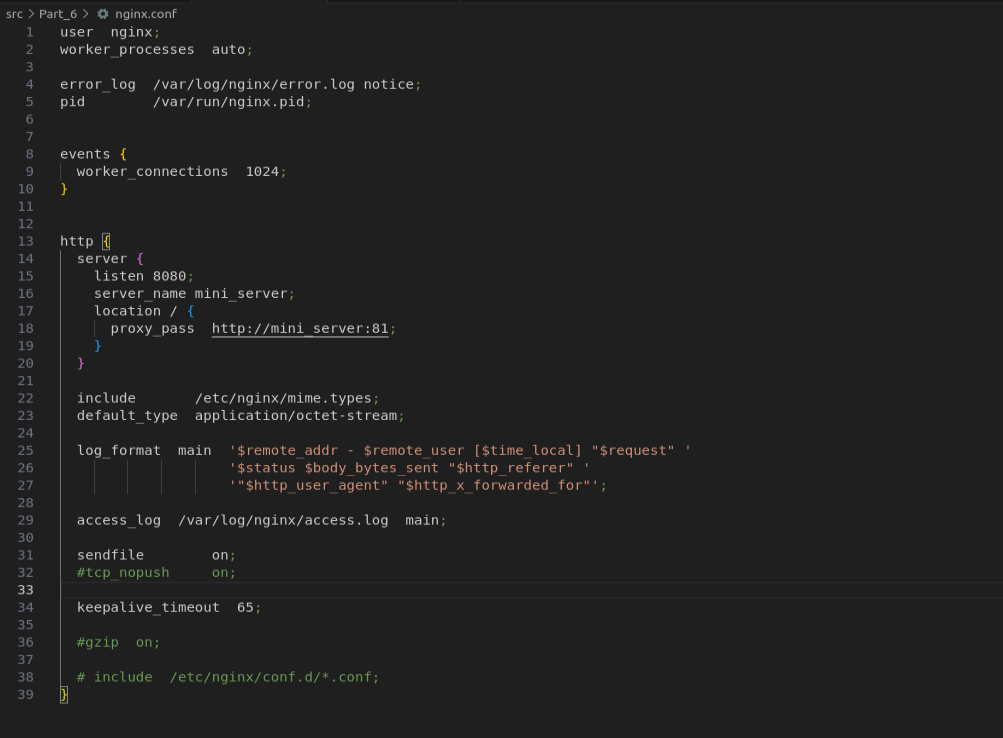 src > Part_6 > nginx.conf
1 user  nginx;
2 worker_processes  auto;
3
4 error_log  /var/log/nginx/error.log notice;
5 pid        /var/run/nginx.pid;
6
7
8 events {
9   worker_connections  1024;
10 }
11
12
13 http {
14   server {
15     listen 8080;
16     server_name mini_server;
17     location / {
18       proxy_pass  http://mini_server:81;
19     }
20   }
21
22   include       /etc/nginx/mime.types;
23   default_type  application/octet-stream;
24
25   log_format  main  '$remote_addr - $remote_user [$time_local] "$request" '
26                     '$status $body_bytes_sent "$http_referer" '
27                     '"$http_user_agent" "$http_x_forwarded_for"';
28
29   access_log  /var/log/nginx/access.log  main;
30
31   sendfile        on;
32   #tcp_nopush     on;
33
34   keepalive_timeout  65;
35
36   #gzip  on;
37
38   # include  /etc/nginx/conf.d/*.conf;
39 }